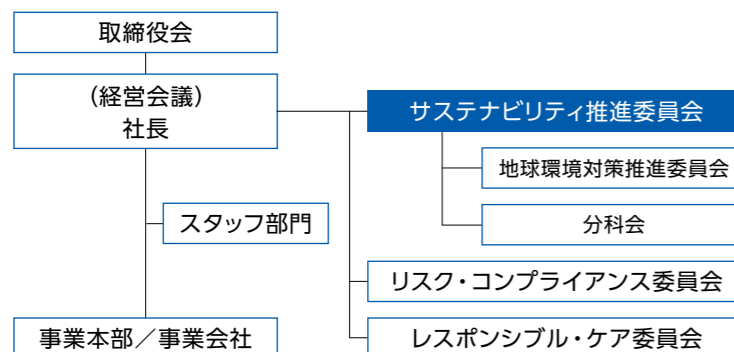 取締役会
（経営会議）
社長
サステナビリティ推進委員会
地球環境対策推進委員会
スタッフ部門
分科会
リスク・コンプライアンス委員会
事業本部／事業会社
レスポンシブル・ケア委員会